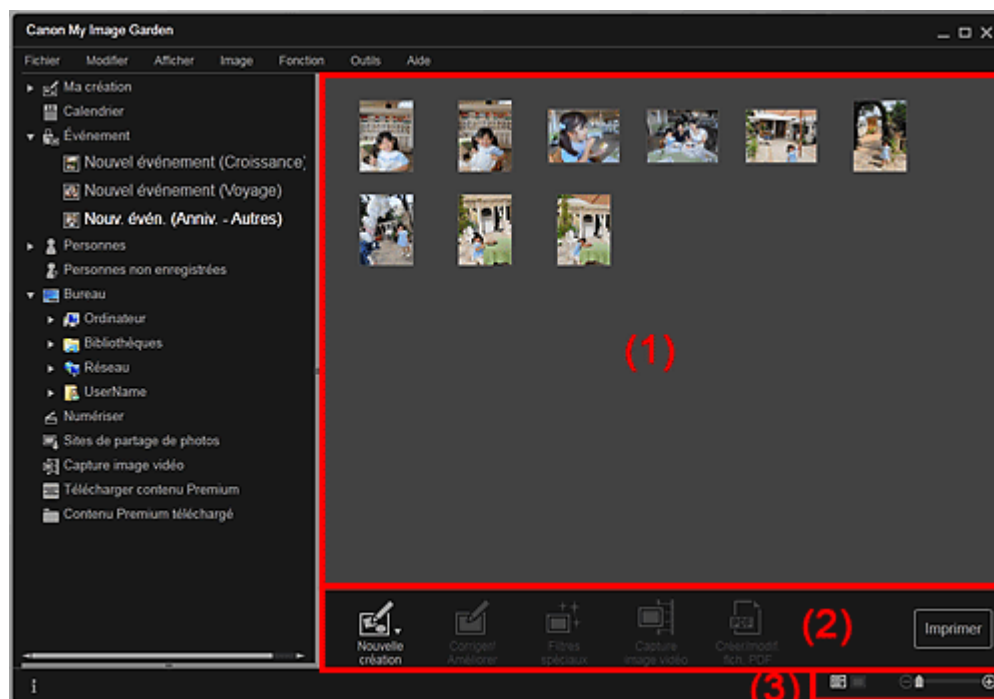 Canon My Image Garden
Fichier Modifier Afficher Image Fonction Outils Aide
Ma création
Calendrier
Événement
Nouvel événement (Croissance)
Nouvel événement (Voyage)
Nouv. évén. (Anniv. - Autres)
Personnes
Personnes non enregistrées
Bureau
Ordinateur
Bibliothèques
Réseau
UserName
Numériser
Sites de partage de photos
Capture image vidéo
Télécharger contenu Premium
Contenu Premium téléchargé
(1)
Nouvelle
création
Corriger/
Améliorer
Filtres
spéciaux
Capture
image vidéo
PDF
Créer/modif
fich. PDF
(2)
Imprimer
(3)